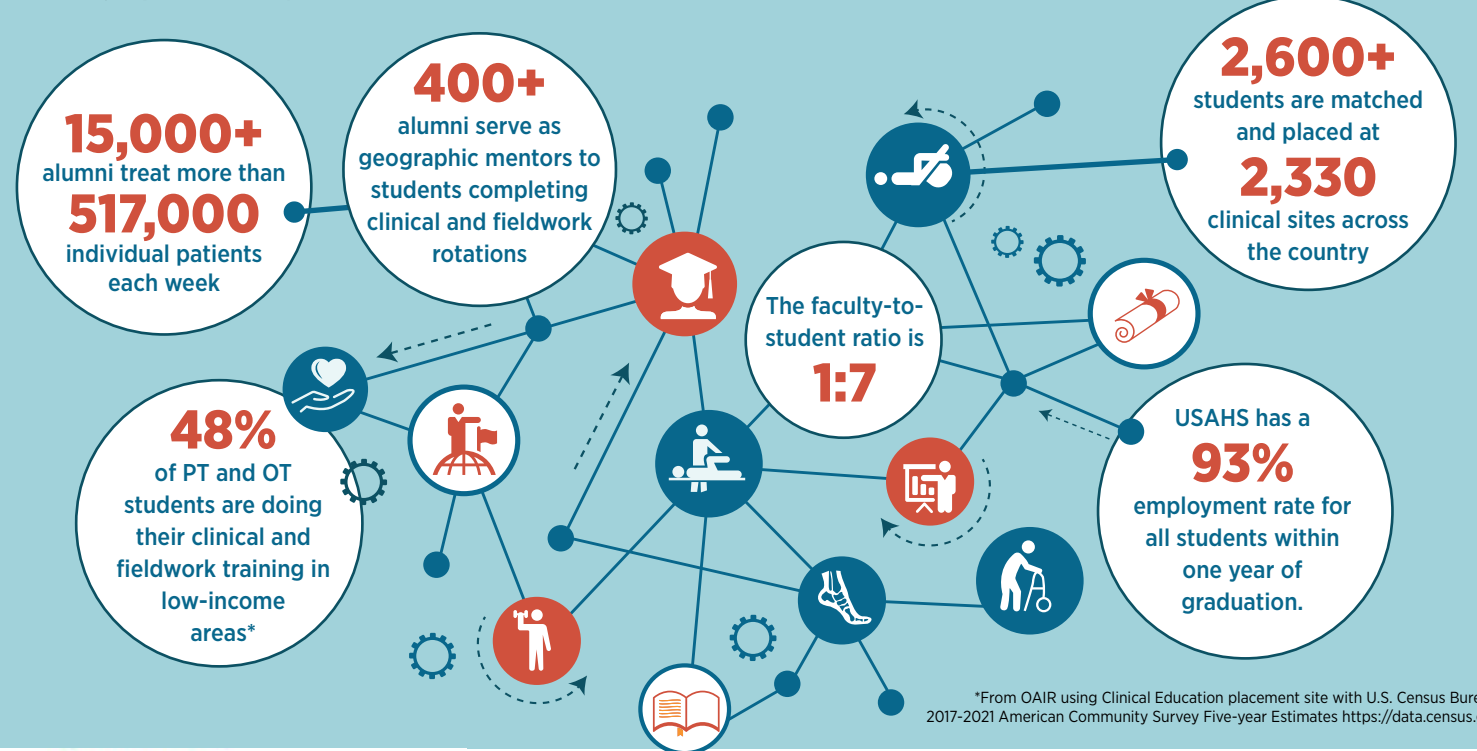 15,000+
alumni treat more than
517,000
individual patients
each week
400+
alumni serve as
geographic mentors to
students completing
clinical and fieldwork
rotations
2,600+
students are matched
and placed at
2,330
clinical sites across
the country
The faculty-to-
student ratio is
1:7
48%
of PT and OT
students are doing
their clinical and
fieldwork training in
low-income
areas*
USAHS has a
93%
employment rate for
all students within
one year of
graduation.
*From OAIR using Clinical Education placement site with U.S. Census
2017-2021 American Community Survey Five-year Estimates https://data.census.